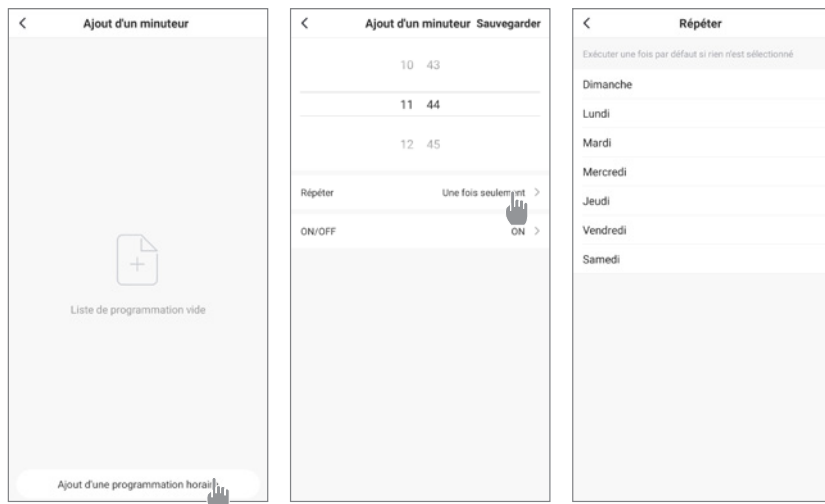 Ajout d'un minuteur
Liste de programmation vide
Ajout d'une programmation horaire
Ajout d'un minuteur Sauvegarder
10 43
11 44
12 45
Répéter Une fois seulement
ON/OFF ON
Répéter
Exécuter une fois par défaut si rien n'est sélectionné
Dimanche
Lundi
Mardi
Mercredi
Jeudi
Vendredi
Samedi